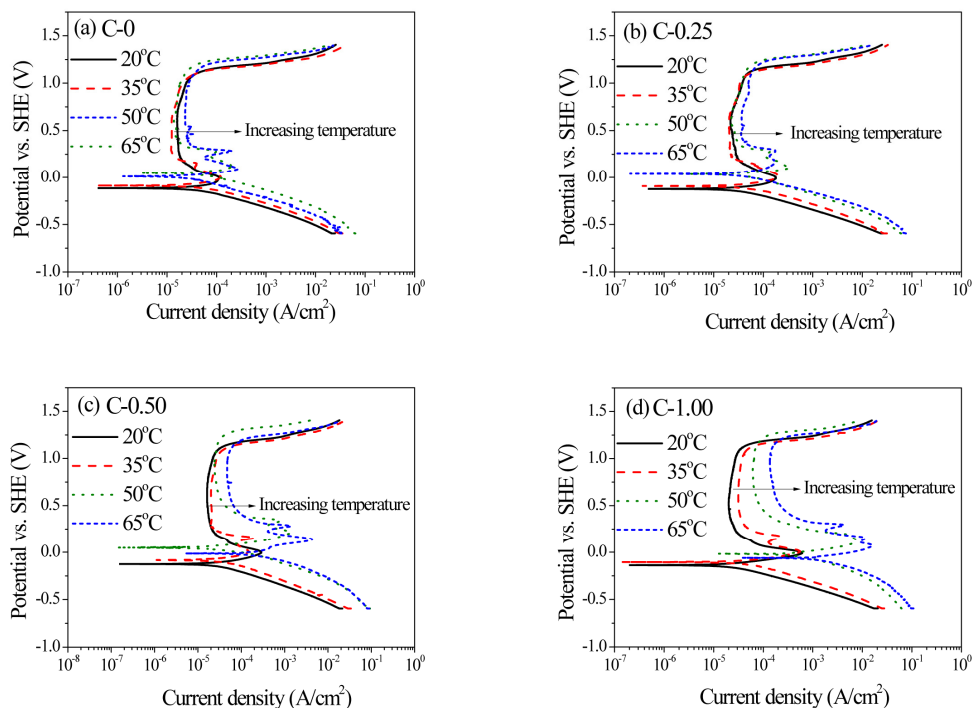 (a) C-0
20°C
35°C
50°C
65°C
Increasing temperature
Potential vs. SHE (V)
1.5
1.0
0.5
0.0
-0.5
-1.0
10^-7 10^-6 10^-5 10^-4 10^-3 10^-2 10^-1 10^0
Current density (A/cm^2)
(b) C-0.25
20°C
35°C
50°C
65°C
Increasing temperature
Potential vs. SHE (V)
1.5
1.0
0.5
0.0
-0.5
-1.0
10^-7 10^-6 10^-5 10^-4 10^-3 10^-2 10^-1 10^0
Current density (A/cm^2)
(c) C-0.50
20°C
35°C
50°C
65°C
Increasing temperature
Potential vs. SHE (V)
1.5
1.0
0.5
0.0
-0.5
-1.0
10^-8 10^-7 10^-6 10^-5 10^-4 10^-3 10^-2 10^-1 10^0
Current density (A/cm^2)
(d) C-1.00
20°C
35°C
50°C
65°C
Increasing temperature
Potential vs. SHE (V)
1.5
1.0
0.5
0.0
-0.5
-1.0
10^-7 10^-6 10^-5 10^-4 10^-3 10^-2 10^-1 10^0
Current density (A/cm^2)